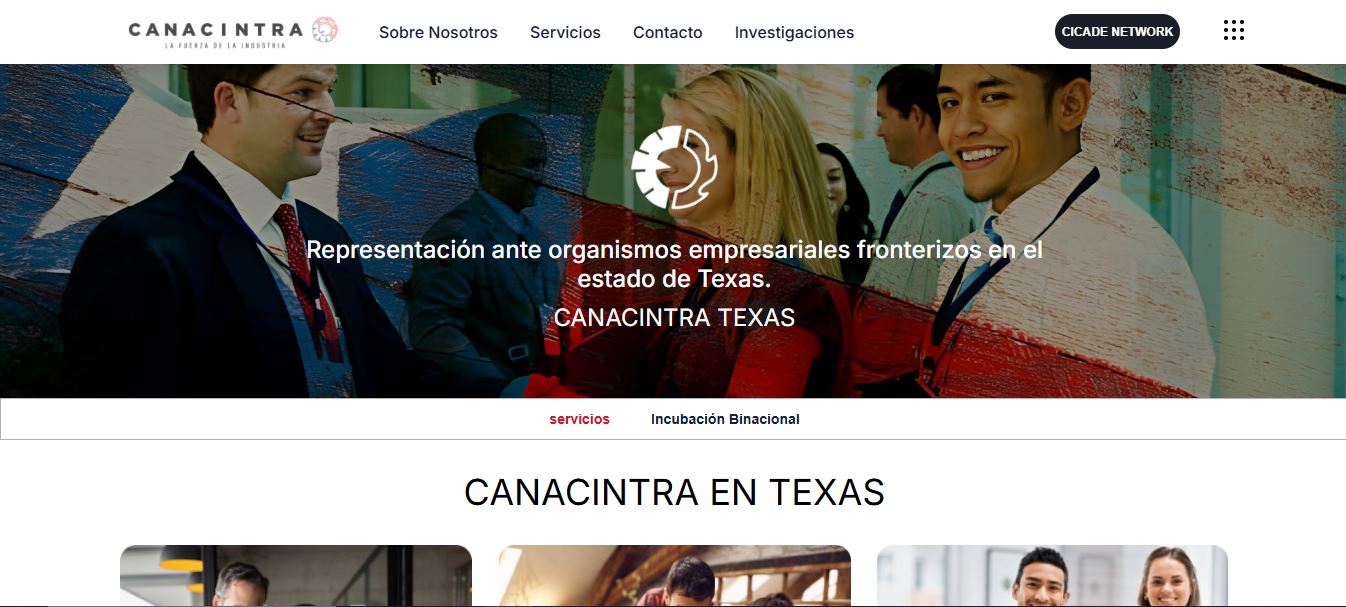 CANACINTRA
LA FUERZA DE LA INDUSTRIA
Sobre Nosotros
Servicios
Contacto
Investigaciones
CICADE NETWORK
Representación ante organismos empresariales fronterizos en el
estado de Texas.
CANACINTRA TEXAS
servicios
Incubación Binacional
CANACINTRA EN TEXAS